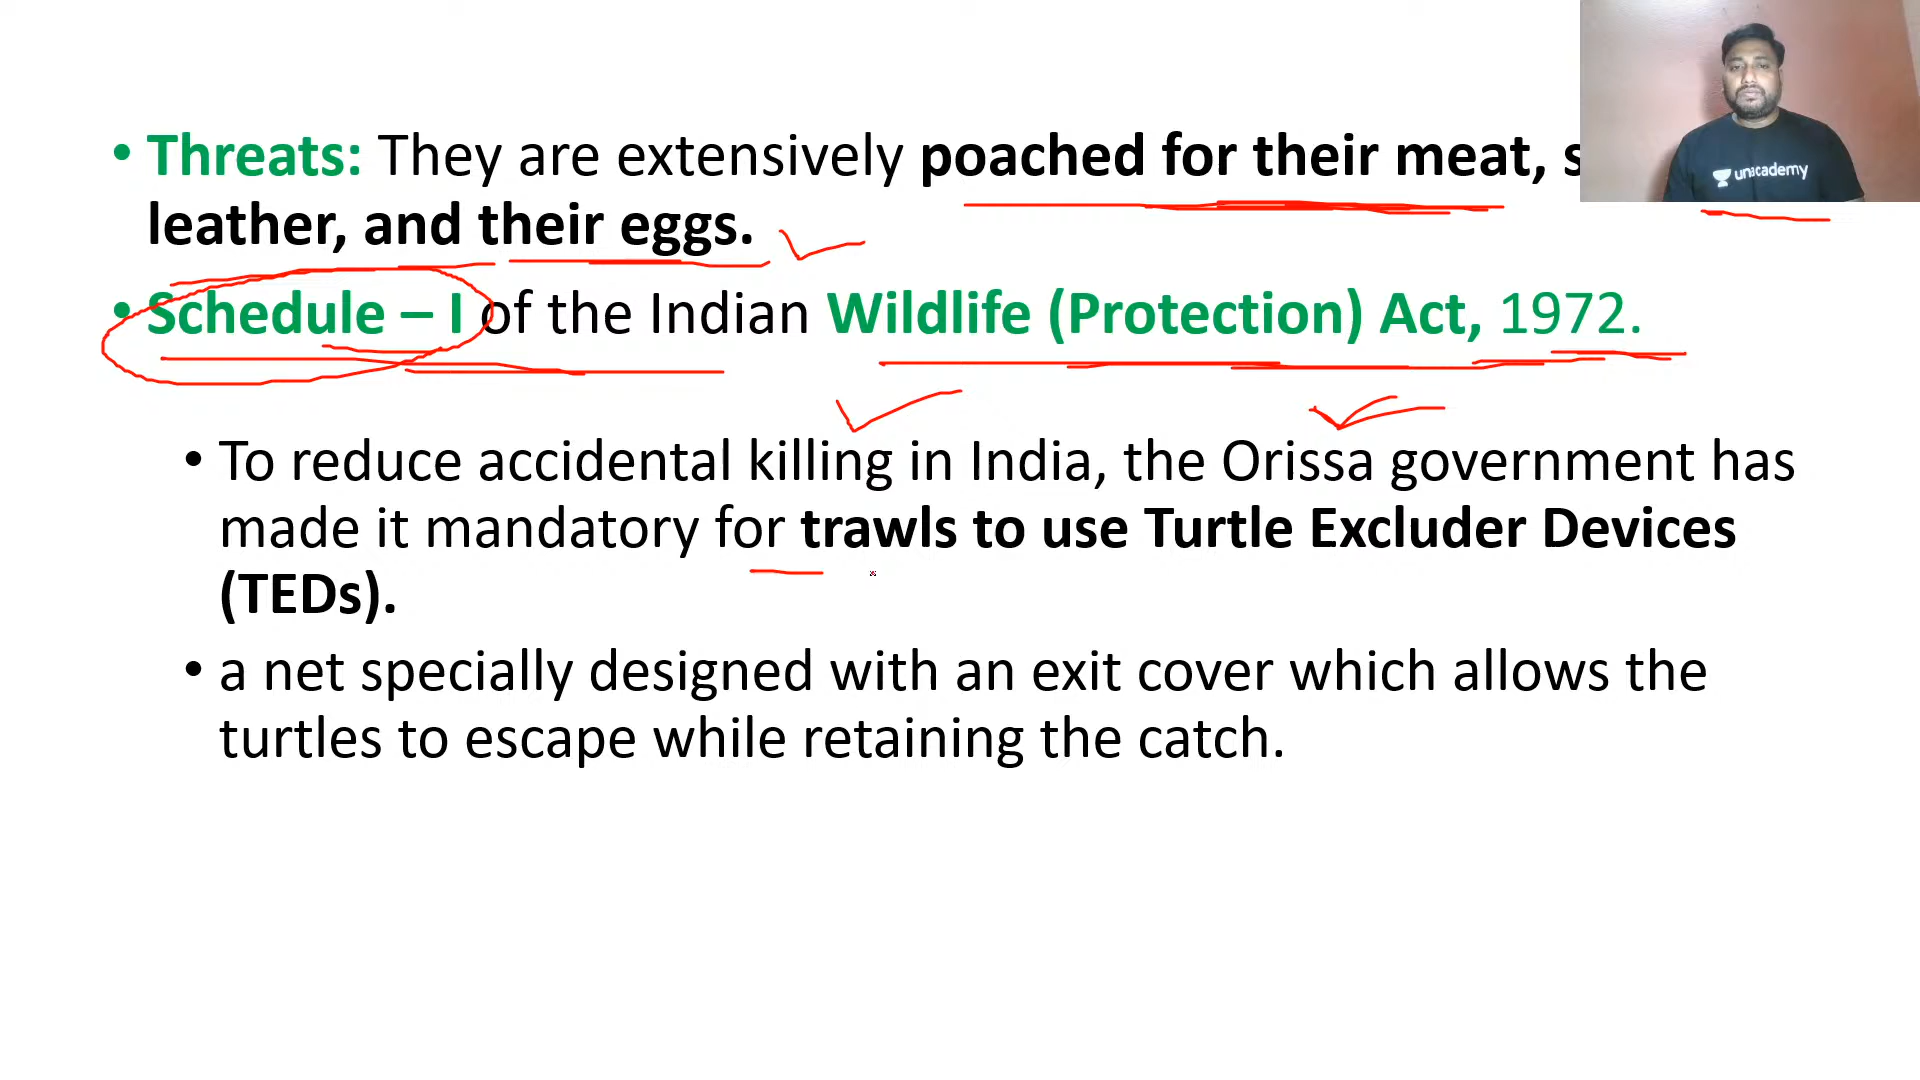 • Threats: They are extensively poached for their meat,
leather, and their eggs.
• Schedule – I of the Indian Wildlife (Protection) Act, 1972.
• To reduce accidental killing in India, the Orissa government has
made it mandatory for trawls to use Turtle Excluder Devices
(TEDs).
• a net specially designed with an exit cover which allows the
turtles to escape while retaining the catch.
unacademy